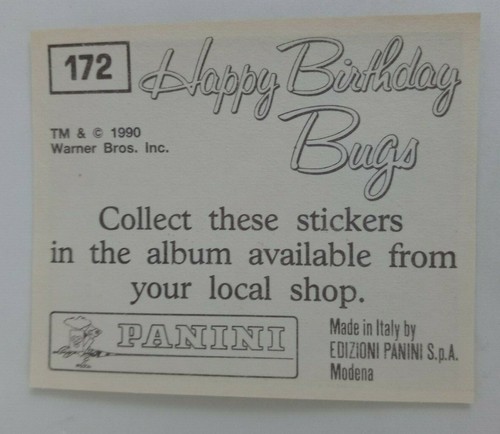 172
Happy Birthday
Bugs
TM & © 1990
Warner Bros. Inc.
Collect these stickers
in the album available from
your local shop.
PANINI
Made in Italy by
EDIZIONI PANINI S.p.A.
Modena